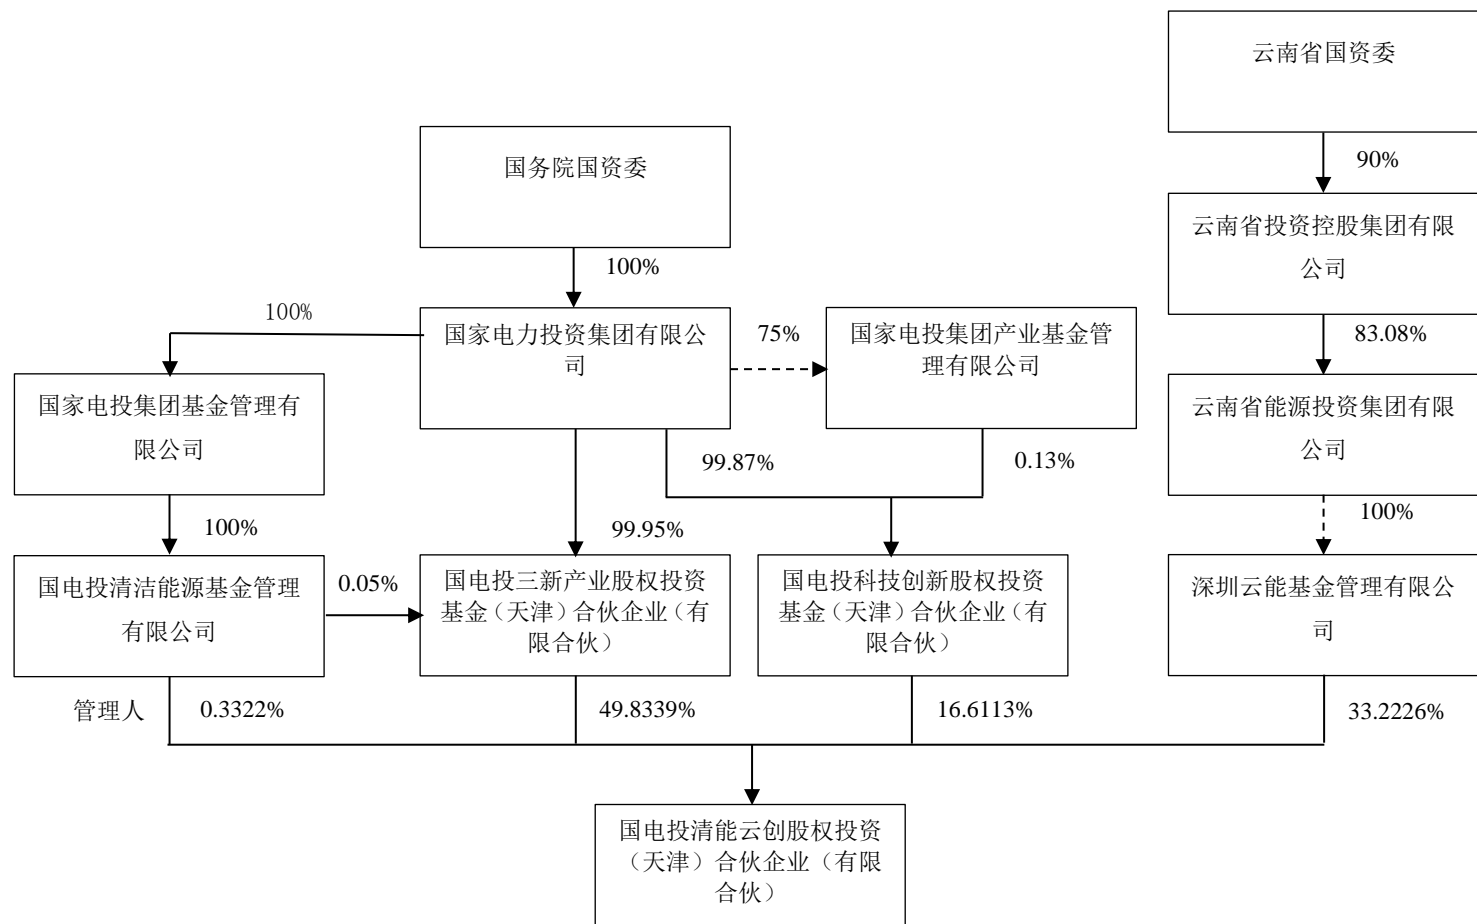 云南省国资委
90%
国务院国资委
云南省投资控股集团有限
公司
100%
100%
国家电力投资集团有限公
司
75%
国家电投集团产业基金管
理有限公司
83.08%
国家电投集团基金管理有
限公司
云南省能源投资集团有限
公司
99.87%
0.13%
100%
99.95%
100%
国电投清洁能源基金管理
有限公司
0.05%
国电投三新产业股权投资
基金（天津）合伙企业（有
限合伙）
国电投科技创新股权投资
基金（天津）合伙企业（有
限合伙）
深圳云能基金管理有限公
司
管理人
0.3322%
49.8339%
16.6113%
33.2226%
国电投清能云创股权投资
（天津）合伙企业（有限
合伙）